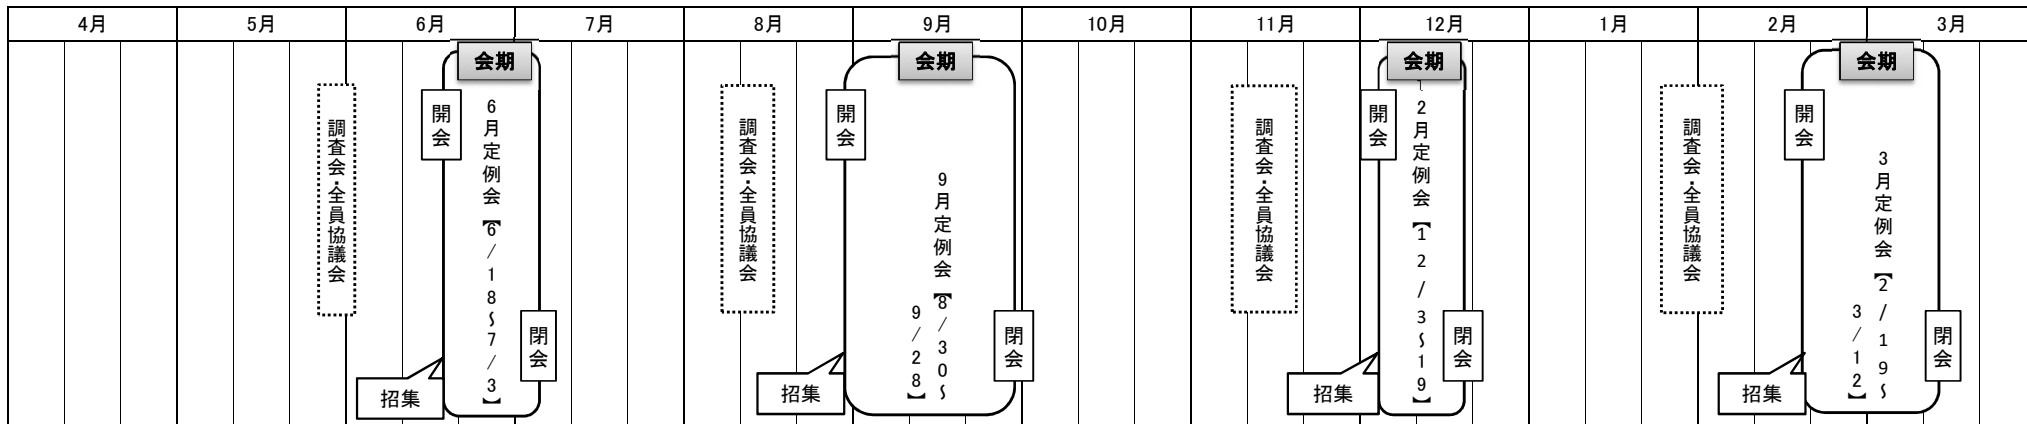 4月
5月
6月
7月
8月
9月
10月
11月
12月
1月
2月
3月
調査会・全員協議会
開会
会期
6月定例会【6/18~7/3】
閉会
招集
調査会・全員協議会
開会
会期
9月定例会【8/30~
9/28】
閉会
招集
調査会・全員協議会
開会
会期
2月定例会【12/3~19】
閉会
招集
調査会・全員協議会
開会
会期
3月定例会【2/19~
3/12】
閉会
招集